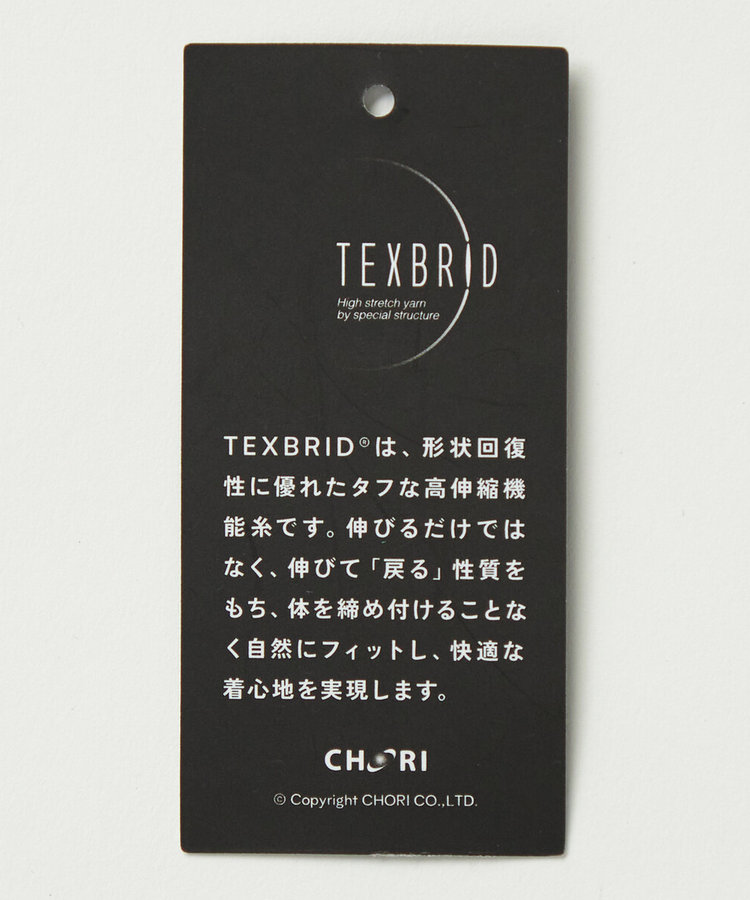 TEXBRID
High stretch yarn
by special structure
TEXBRID®は、形状回復
性に優れたタフな高伸縮機
能糸です。伸びるだけでは
なく、伸びて「戻る」性質を
もち、体を締め付けることな
く自然にフィットし、快適な
着心地を実現します。
CHORI
© Copyright CHORI CO.,LTD.